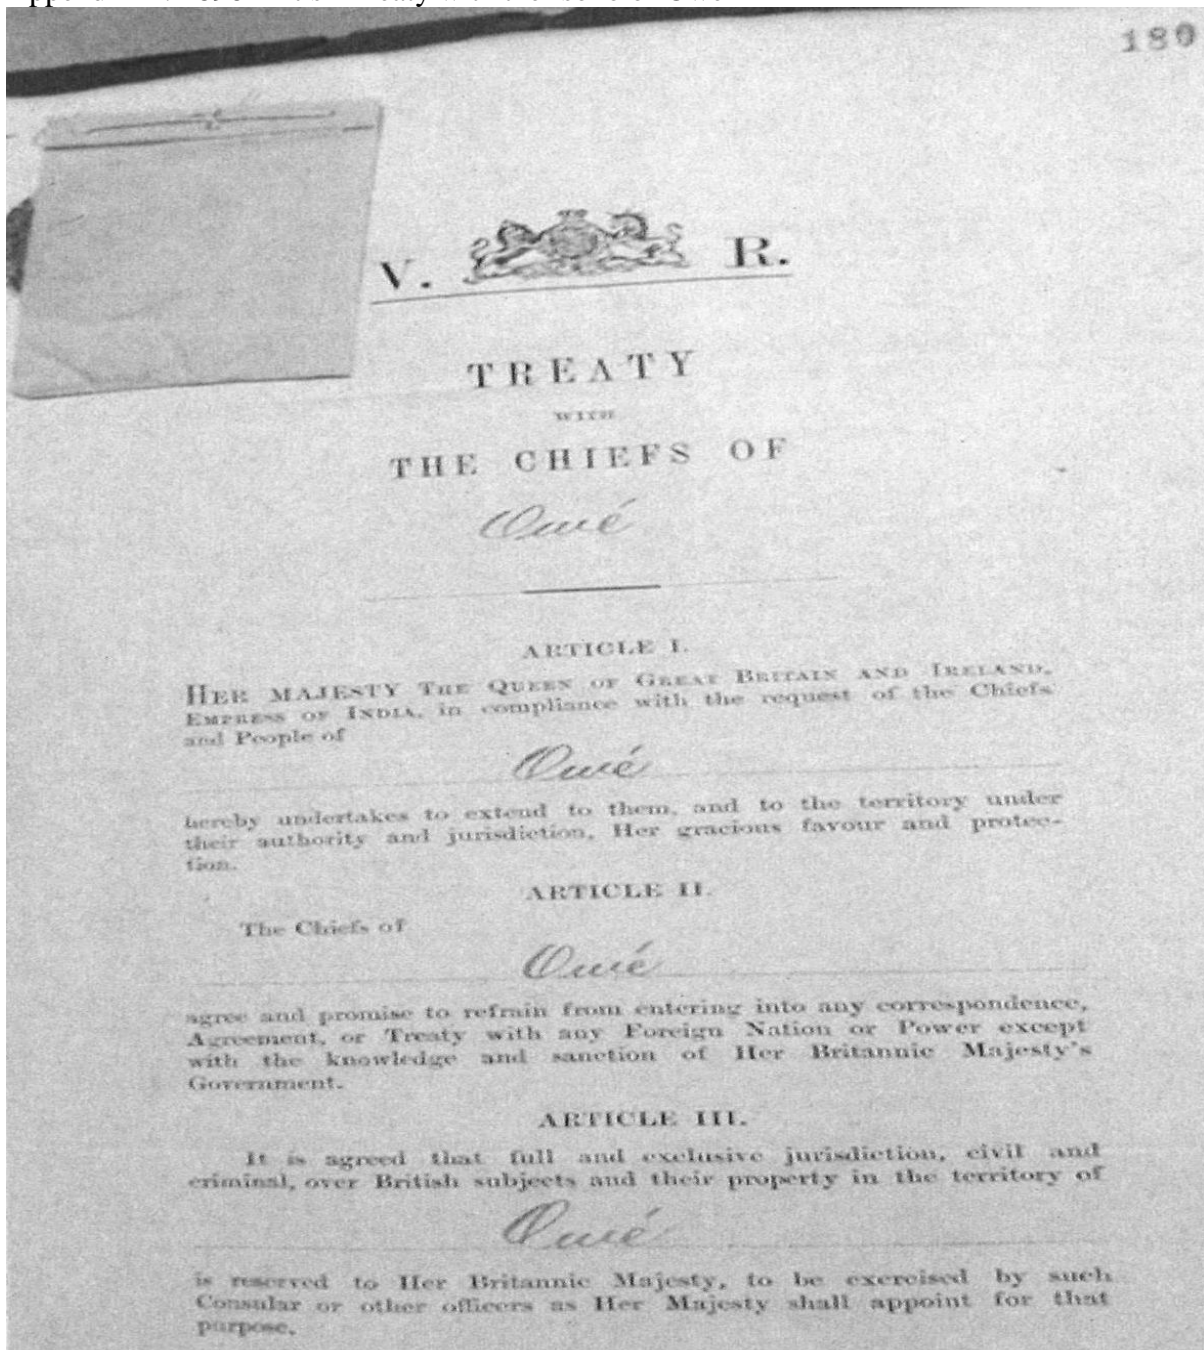 180
V. R.
TREATY
WITH
THE CHIEFS OF
Owé
ARTICLE I.
HER MAJESTY THE QUEEN OF GREAT BRITAIN AND IRELAND,
EMPRESS OF INDIA, in compliance with the request of the Chiefs
and People of
Owé
hereby undertakes to extend to them, and to the territory under
their authority and jurisdiction, Her gracious favour and protec-
tion.
ARTICLE II.
The Chiefs of
Owé
agree and promise to refrain from entering into any correspondence,
Agreement, or Treaty with any Foreign Nation or Power except
with the knowledge and sanction of Her Britannic Majesty's
Government.
ARTICLE III.
It is agreed that full and exclusive jurisdiction, civil and
criminal, over British subjects and their property in the territory of
Owé
is reserved to Her Britannic Majesty, to be exercised by such
Consular or other officers as Her Majesty shall appoint for that
purpose.